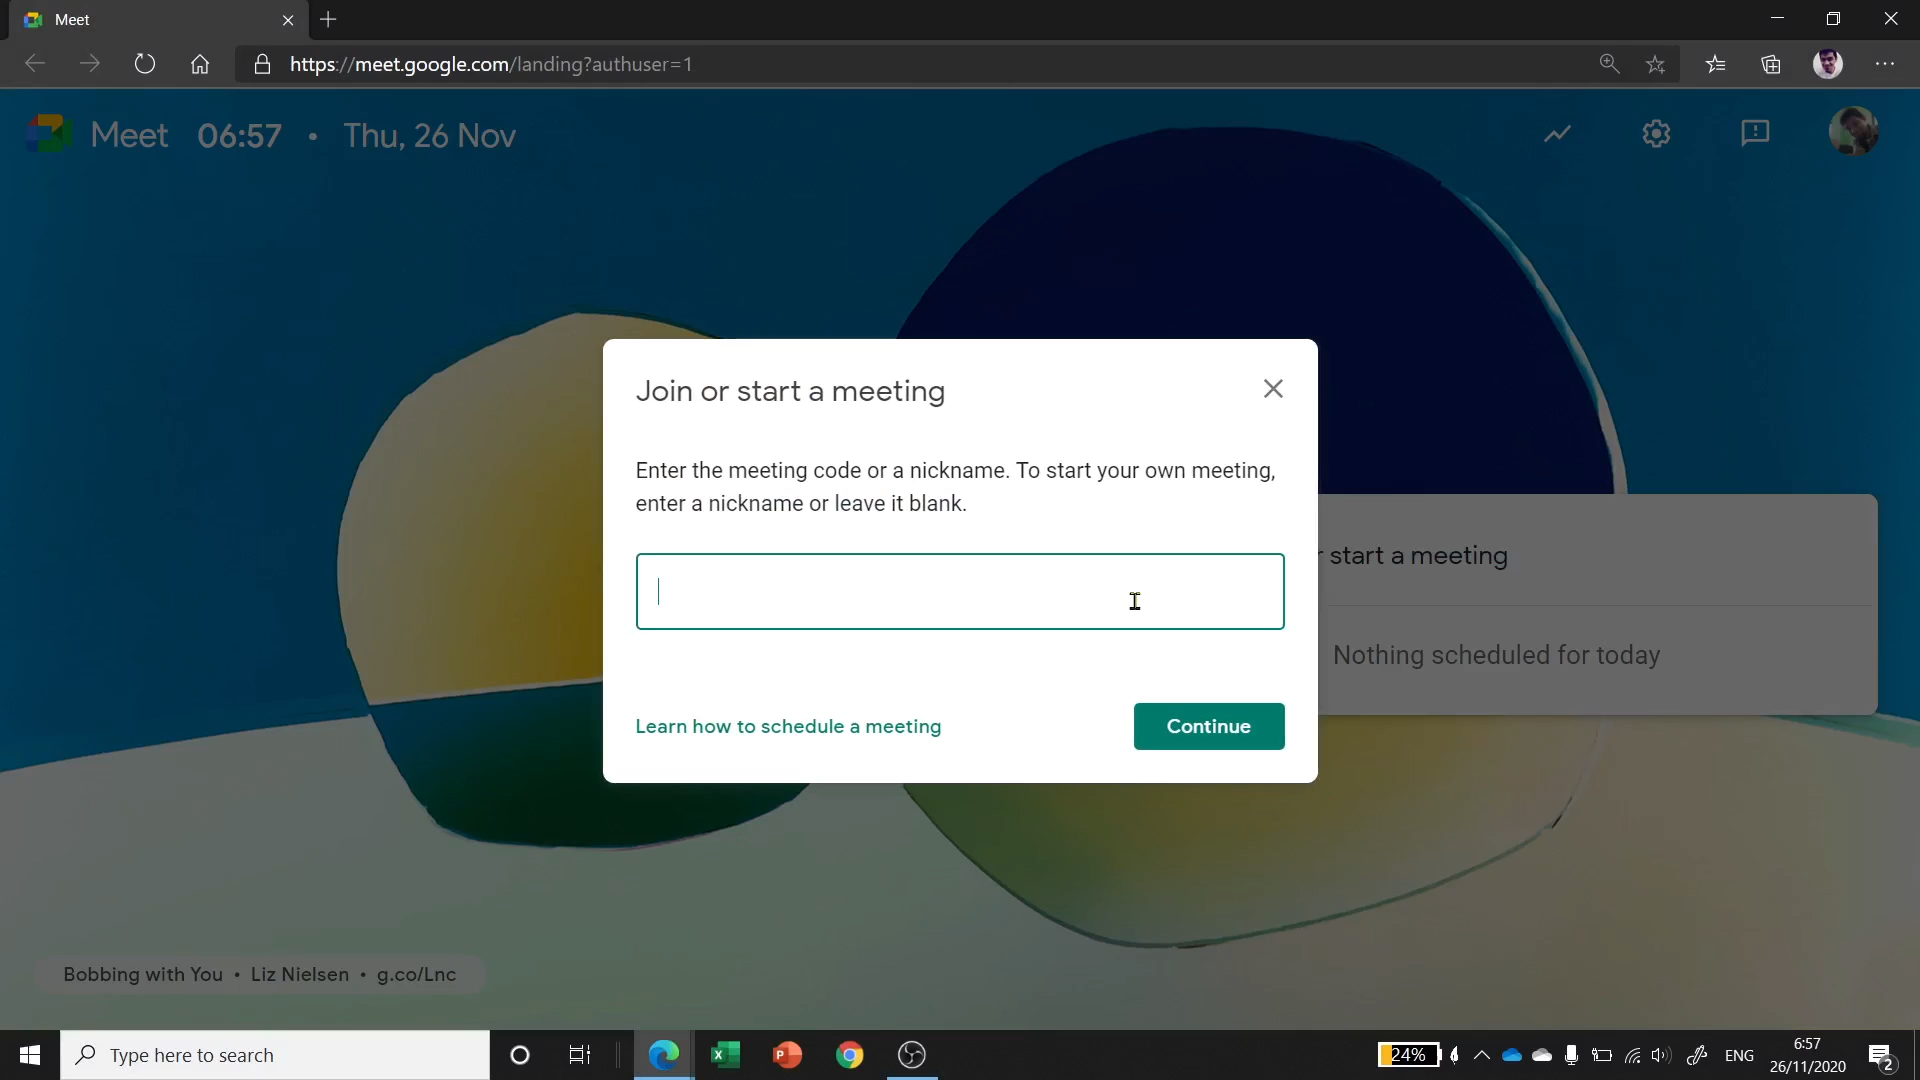 Meet
https://meet.google.com/landing?authuser=1
Meet 06:57 • Thu, 26 Nov
Join or start a meeting
Enter the meeting code or a nickname. To start your own meeting,
enter a nickname or leave it blank.
r start a meeting
Nothing scheduled for today
Learn how to schedule a meeting
Continue
Bobbing with You • Liz Nielsen • g.co/Lnc
Type here to search
24%
ENG
6:57
26/11/2020
2